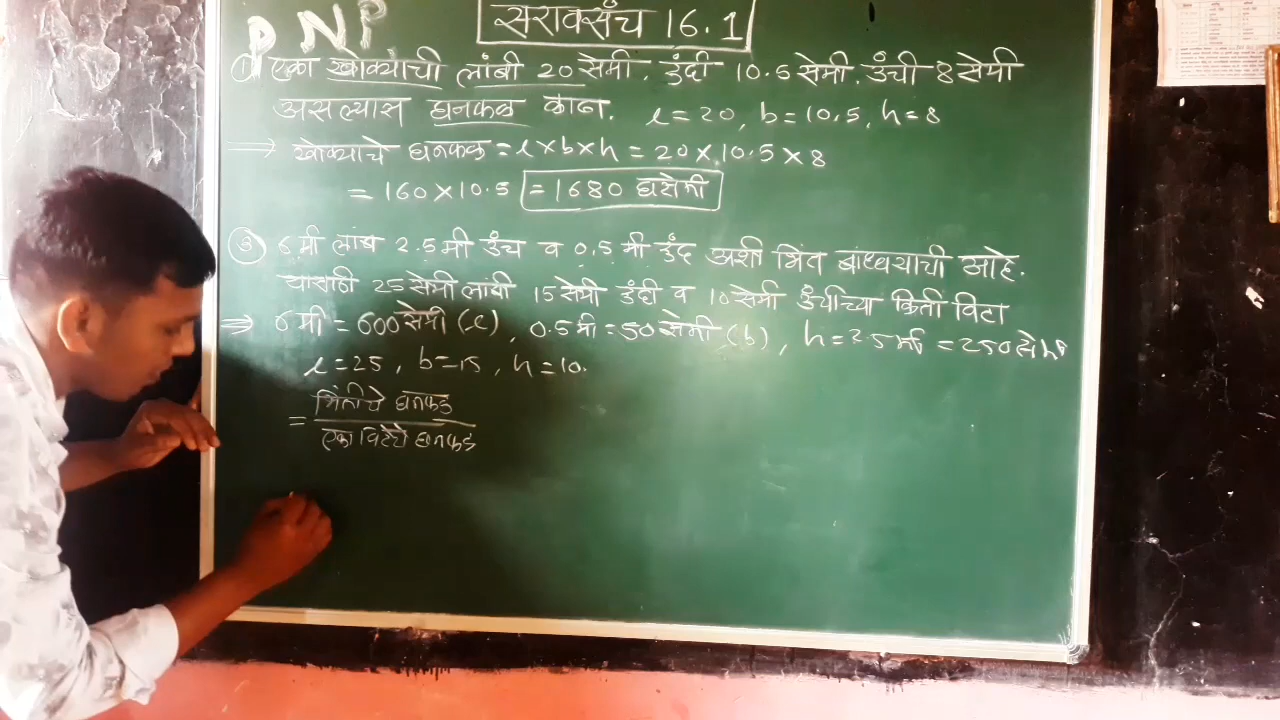 DNP
सरावसंच 16.1
① एका खोक्याची लांबी 20 सेमी. रुंदी 10.5 सेमी. उंची 8 सेमी
असल्यास घनफळ काढा. l = 20, b = 10.5, h = 8
⇒ खोक्याचे घनफळ = l × b × h = 20 × 10.5 × 8
= 160 × 10.5 = 1680 घसेमी
③ 6 मी लांब 2.5 मी उंच व 0.5 मी रुंद अशी भिंत बांधवयाची आहे.
यासाठी 25 सेमी लांबी 15 सेमी रुंदी व 10 सेमी उंचीच्या किती विटा
⇒ 6 मी = 600 सेमी (l), 0.5 मी = 50 सेमी (b), h = 2.5 मी = 250 सेमी
l = 25, b = 15, h = 10.
= भिंतीचे घनफळ
एका विटेचे घनफळ